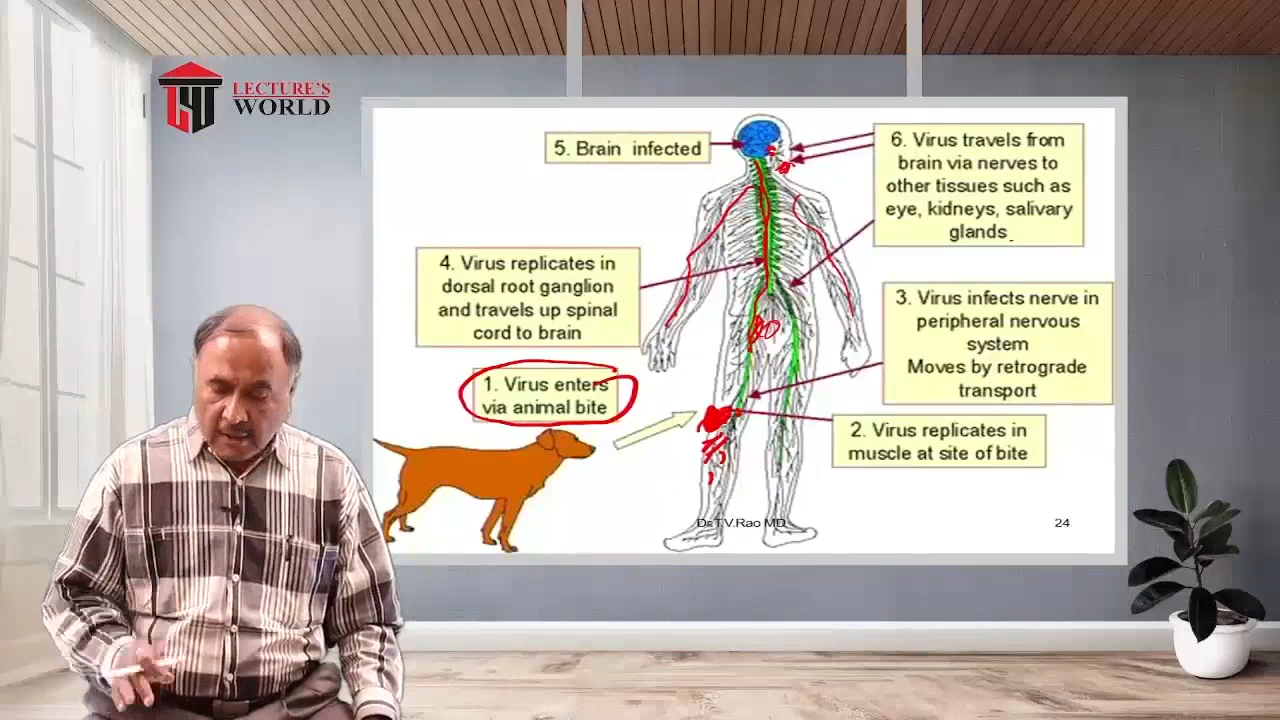 LECTURE'S
WORLD
5. Brain infected
6. Virus travels from
brain via nerves to
other tissues such as
eye, kidneys, salivary
glands
4. Virus replicates in
dorsal root ganglion
and travels up spinal
cord to brain
3. Virus infects nerve in
peripheral nervous
system
Moves by retrograde
transport
1. Virus enters
via animal bite
2. Virus replicates in
muscle at site of bite
Dr.T.V.Rao MD
24